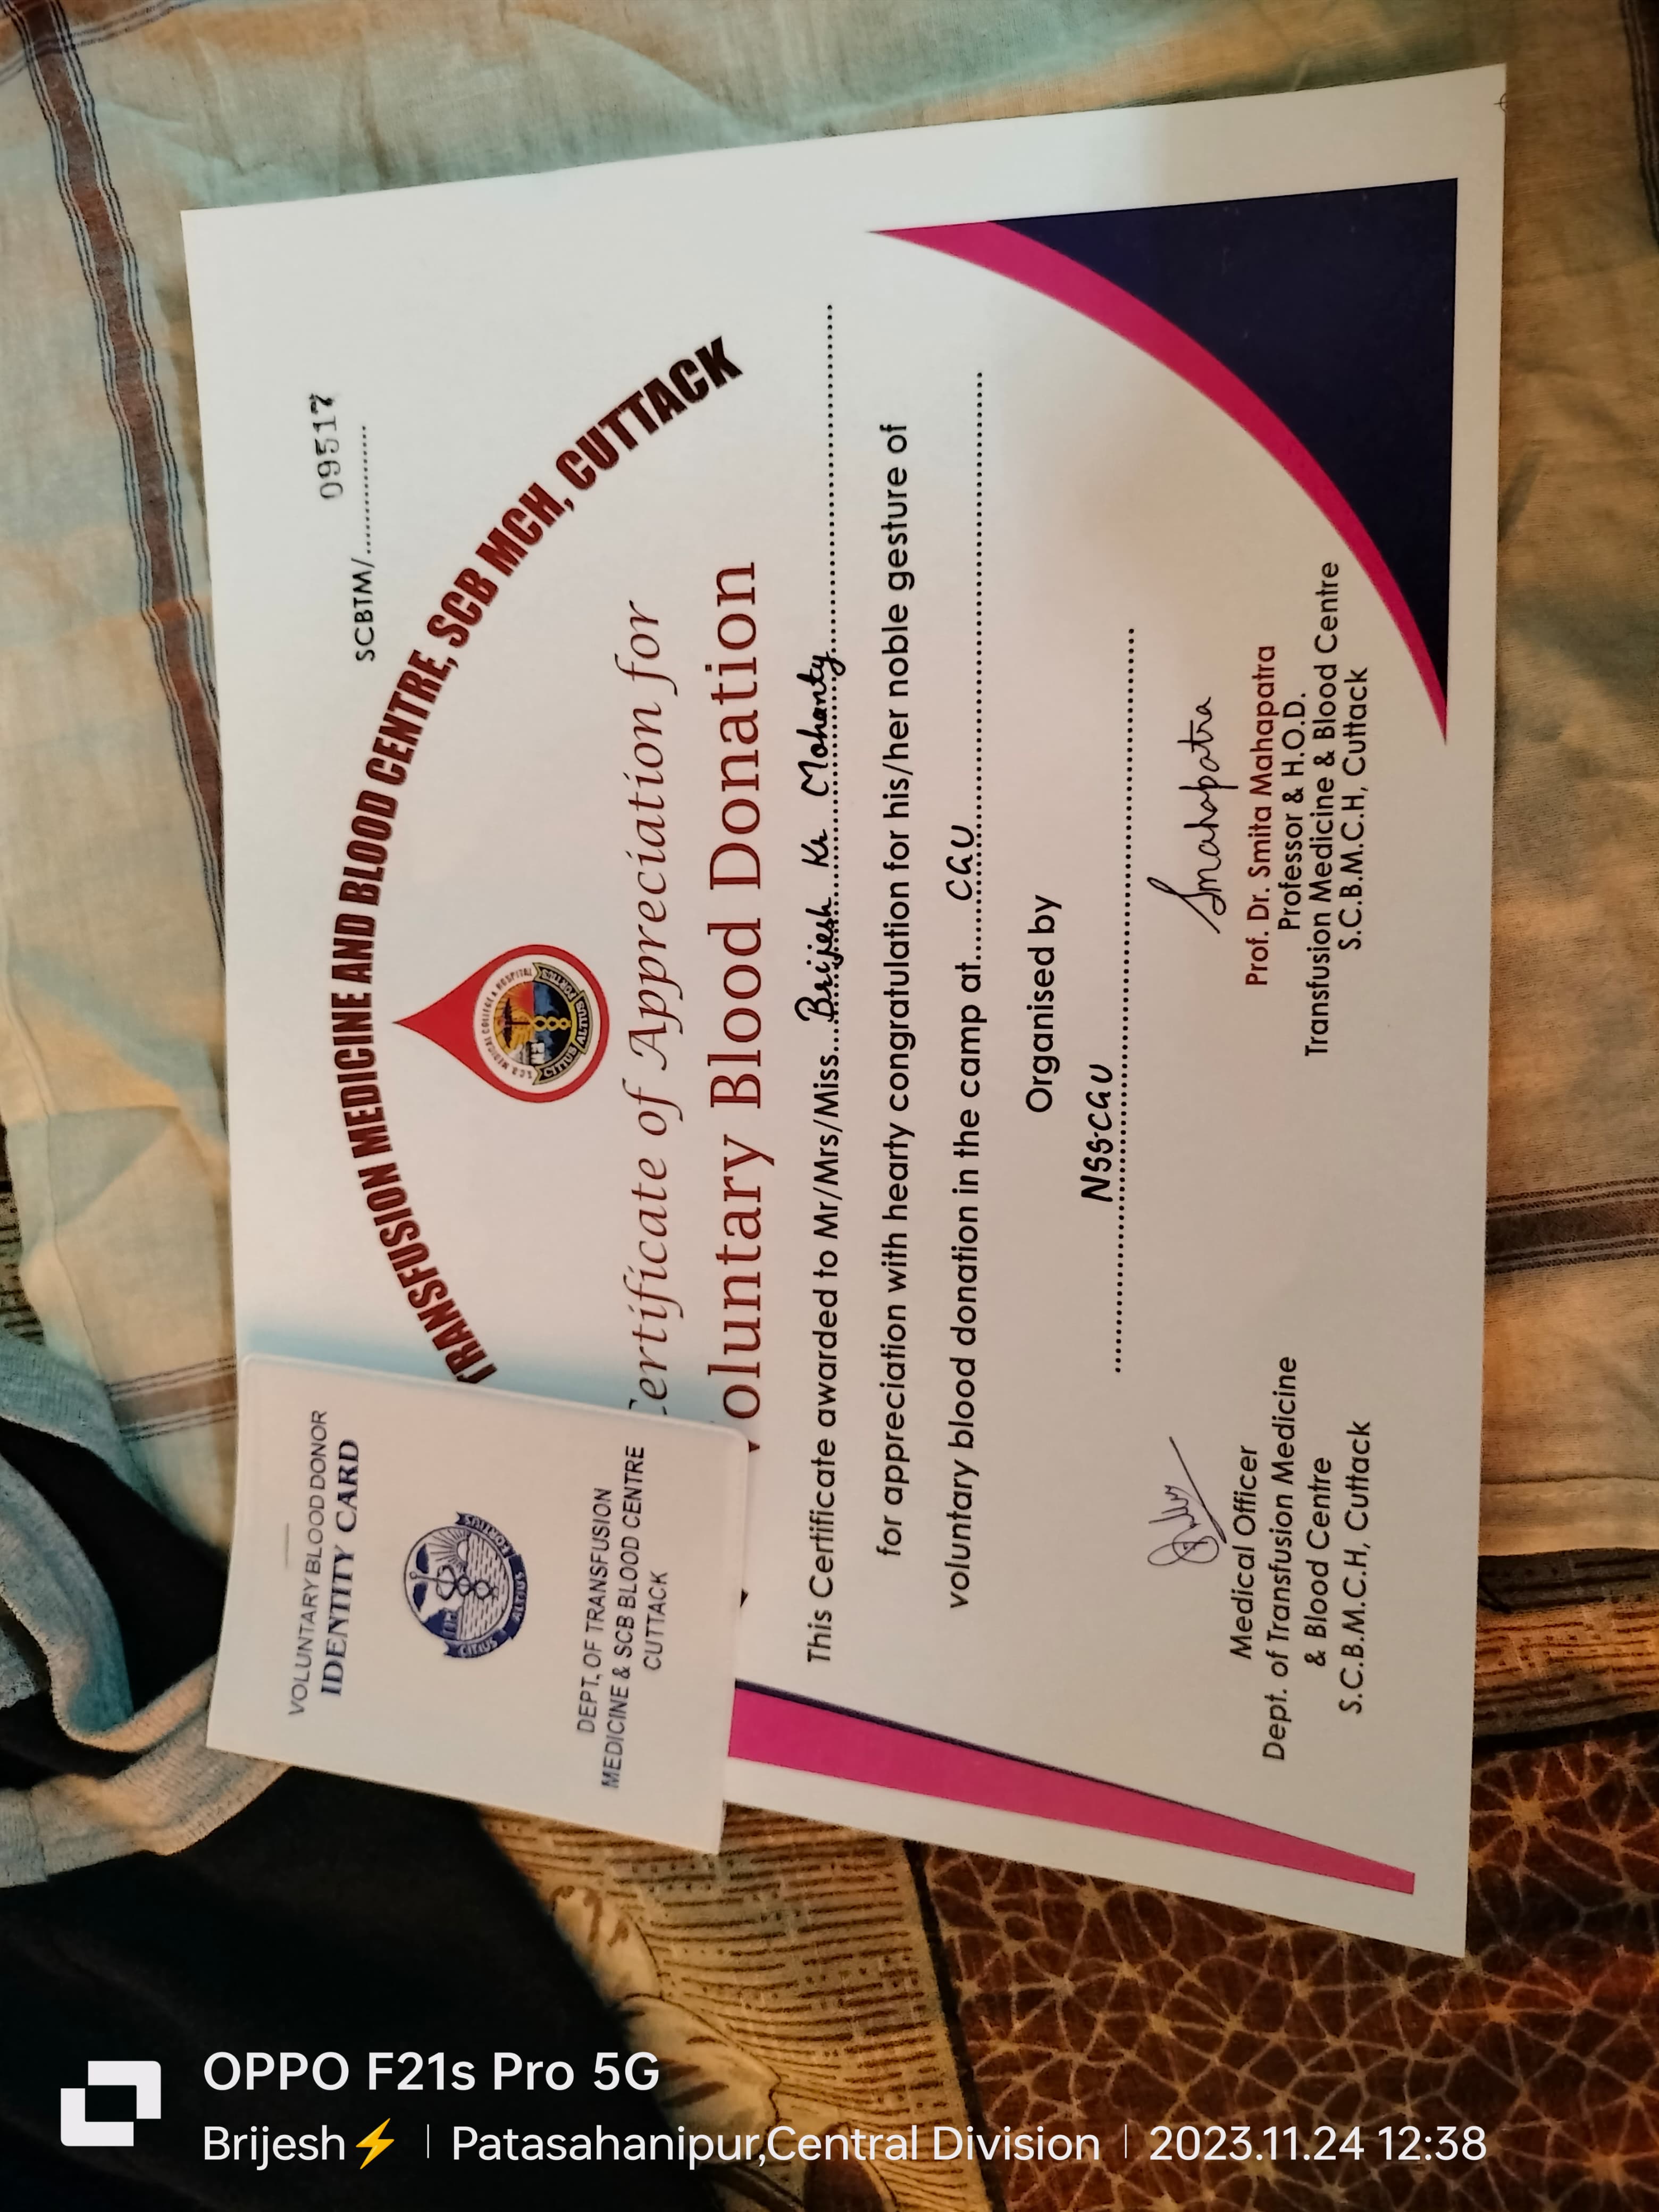 VOLUNTARY BLOOD DONOR
IDENTITY CARD
CITIUS ALTIUS FORTIUS
DEPT. OF TRANSFUSION
MEDICINE & SCB BLOOD CENTRE
CUTTACK
09517
SCBTM/................
TRANSFUSION MEDICINE AND BLOOD CENTRE, SCB MCH, CUTTACK
S.C.B. MEDICAL COLLEGE & HOSPITAL
CITIUS ALTIUS FORTIUS
Certificate of Appreciation for
Voluntary Blood Donation
This Certificate awarded to Mr/Mrs/Miss...Brijesh Kr Mohanty
for appreciation with hearty congratulation for his/her noble gesture of
voluntary blood donation in the camp at......CGU
Organised by
NSS-CGU
Smahapatra
Medical Officer
Dept. of Transfusion Medicine
& Blood Centre
S.C.B.M.C.H, Cuttack
Prof. Dr. Smita Mahapatra
Professor & H.O.D.
Transfusion Medicine & Blood Centre
S.C.B.M.C.H, Cuttack
OPPO F21s Pro 5G
Brijesh⚡ | Patasahanipur,Central Division | 2023.11.24 12:38